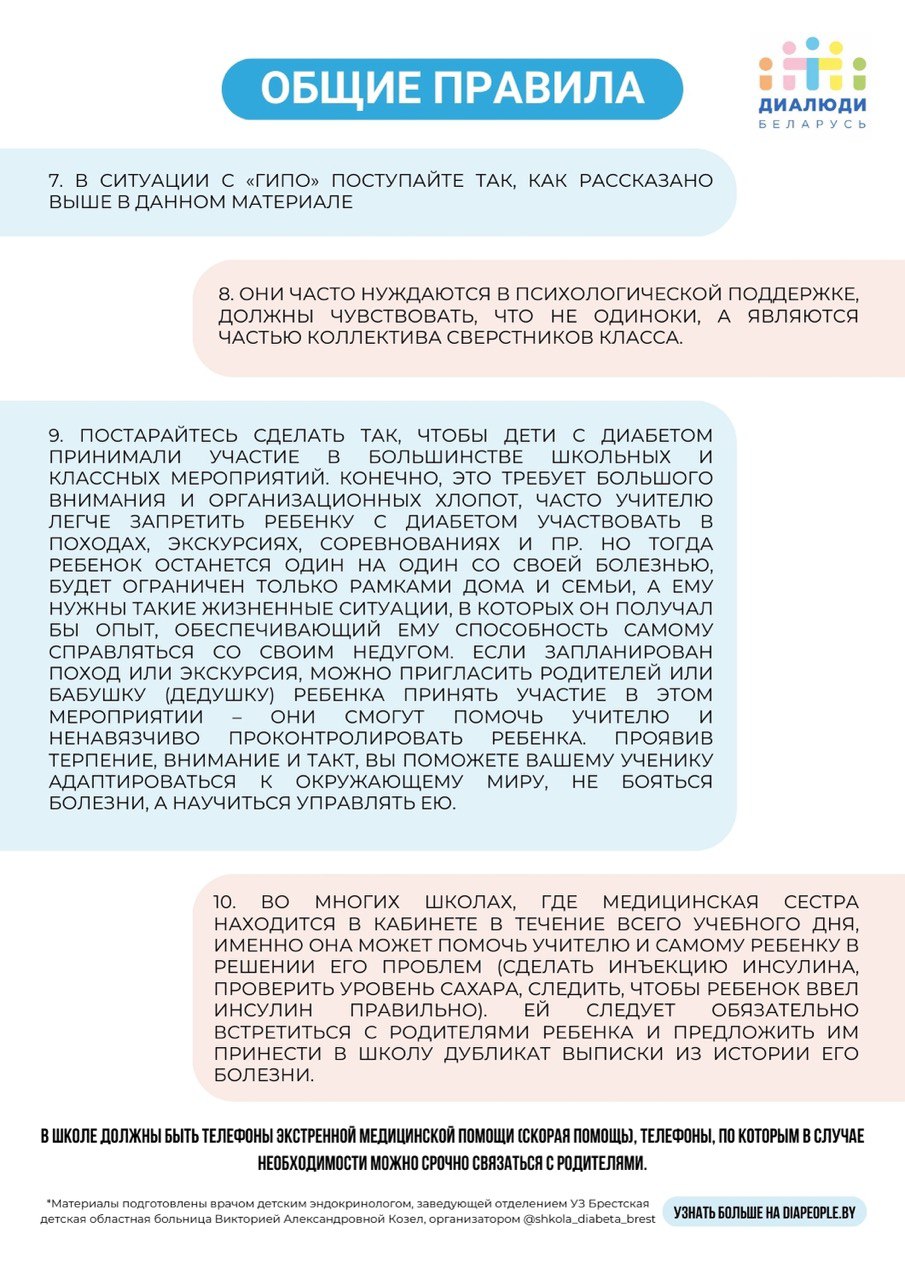 ОБЩИЕ ПРАВИЛА
ДИАЛЮДИ
БЕЛАРУСЬ
7. В СИТУАЦИИ С «ГИПО» ПОСТУПАЙТЕ ТАК, КАК РАССКАЗАНО
ВЫШЕ В ДАННОМ МАТЕРИАЛЕ
8. ОНИ ЧАСТО НУЖДАЮТСЯ В ПСИХОЛОГИЧЕСКОЙ ПОДДЕРЖКЕ,
ДОЛЖНЫ ЧУВСТВОВАТЬ, ЧТО НЕ ОДИНОКИ, А ЯВЛЯЮТСЯ
ЧАСТЬЮ КОЛЛЕКТИВА СВЕРСТНИКОВ КЛАССА.
9. ПОСТАРАЙТЕСЬ СДЕЛАТЬ ТАК, ЧТОБЫ ДЕТИ С ДИАБЕТОМ
ПРИНИМАЛИ УЧАСТИЕ В БОЛЬШИНСТВЕ ШКОЛЬНЫХ И
КЛАССНЫХ МЕРОПРИЯТИЙ. КОНЕЧНО, ЭТО ТРЕБУЕТ БОЛЬШОГО
ВНИМАНИЯ И ОРГАНИЗАЦИОННЫХ ХЛОПОТ, ЧАСТО УЧИТЕЛЮ
ЛЕГЧЕ ЗАПРЕТИТЬ РЕБЕНКУ С ДИАБЕТОМ УЧАСТВОВАТЬ В
ПОХОДАХ, ЭКСКУРСИЯХ, СОРЕВНОВАНИЯХ И ПР. НО ТОГДА
РЕБЕНОК ОСТАНЕТСЯ ОДИН НА ОДИН СО СВОЕЙ БОЛЕЗНЬЮ,
БУДЕТ ОГРАНИЧЕН ТОЛЬКО РАМКАМИ ДОМА И СЕМЬИ, А ЕМУ
НУЖНЫ ТАКИЕ ЖИЗНЕННЫЕ СИТУАЦИИ, В КОТОРЫХ ОН ПОЛУЧАЛ
БЫ ОПЫТ, ОБЕСПЕЧИВАЮЩИЙ ЕМУ СПОСОБНОСТЬ САМОМУ
СПРАВЛЯТЬСЯ СО СВОИМ НЕДУГОМ. ЕСЛИ ЗАПЛАНИРОВАН
ПОХОД ИЛИ ЭКСКУРСИЯ, МОЖНО ПРИГЛАСИТЬ РОДИТЕЛЕЙ ИЛИ
БАБУШКУ (ДЕДУШКУ) РЕБЕНКА ПРИНЯТЬ УЧАСТИЕ В ЭТОМ
МЕРОПРИЯТИИ – ОНИ СМОГУТ ПОМОЧЬ УЧИТЕЛЮ И
НЕНАВЯЗЧИВО ПРОКОНТРОЛИРОВАТЬ РЕБЕНКА. ПРОЯВИВ
ТЕРПЕНИЕ, ВНИМАНИЕ И ТАКТ, ВЫ ПОМОЖЕТЕ ВАШЕМУ УЧЕНИКУ
АДАПТИРОВАТЬСЯ К ОКРУЖАЮЩЕМУ МИРУ, НЕ БОЯТЬСЯ
БОЛЕЗНИ, А НАУЧИТЬСЯ УПРАВЛЯТЬ ЕЮ.
10. ВО МНОГИХ ШКОЛАХ, ГДЕ МЕДИЦИНСКАЯ СЕСТРА
НАХОДИТСЯ В КАБИНЕТЕ В ТЕЧЕНИЕ ВСЕГО УЧЕБНОГО ДНЯ,
ИМЕННО ОНА МОЖЕТ ПОМОЧЬ УЧИТЕЛЮ И САМОМУ РЕБЕНКУ В
РЕШЕНИИ ЕГО ПРОБЛЕМ (СДЕЛАТЬ ИНЪЕКЦИЮ ИНСУЛИНА,
ПРОВЕРИТЬ УРОВЕНЬ САХАРА, СЛЕДИТЬ, ЧТОБЫ РЕБЕНОК ВВЕЛ
ИНСУЛИН ПРАВИЛЬНО). ЕЙ СЛЕДУЕТ ОБЯЗАТЕЛЬНО
ВСТРЕТИТЬСЯ С РОДИТЕЛЯМИ РЕБЕНКА И ПРЕДЛОЖИТЬ ИМ
ПРИНЕСТИ В ШКОЛУ ДУБЛИКАТ ВЫПИСКИ ИЗ ИСТОРИИ ЕГО
БОЛЕЗНИ.
В ШКОЛЕ ДОЛЖНЫ БЫТЬ ТЕЛЕФОНЫ ЭКСТРЕННОЙ МЕДИЦИНСКОЙ ПОМОЩИ (СКОРАЯ ПОМОЩЬ), ТЕЛЕФОНЫ, ПО КОТОРЫМ В СЛУЧАЕ
НЕОБХОДИМОСТИ МОЖНО СРОЧНО СВЯЗАТЬСЯ С РОДИТЕЛЯМИ.
*Материалы подготовлены врачом детским эндокринологом, заведующей отделением УЗ Брестская
детская областная больница Викторией Александровной Козел, организатором @shkola_diabeta_brest
УЗНАТЬ БОЛЬШЕ НА DIAPEOPLE.BY